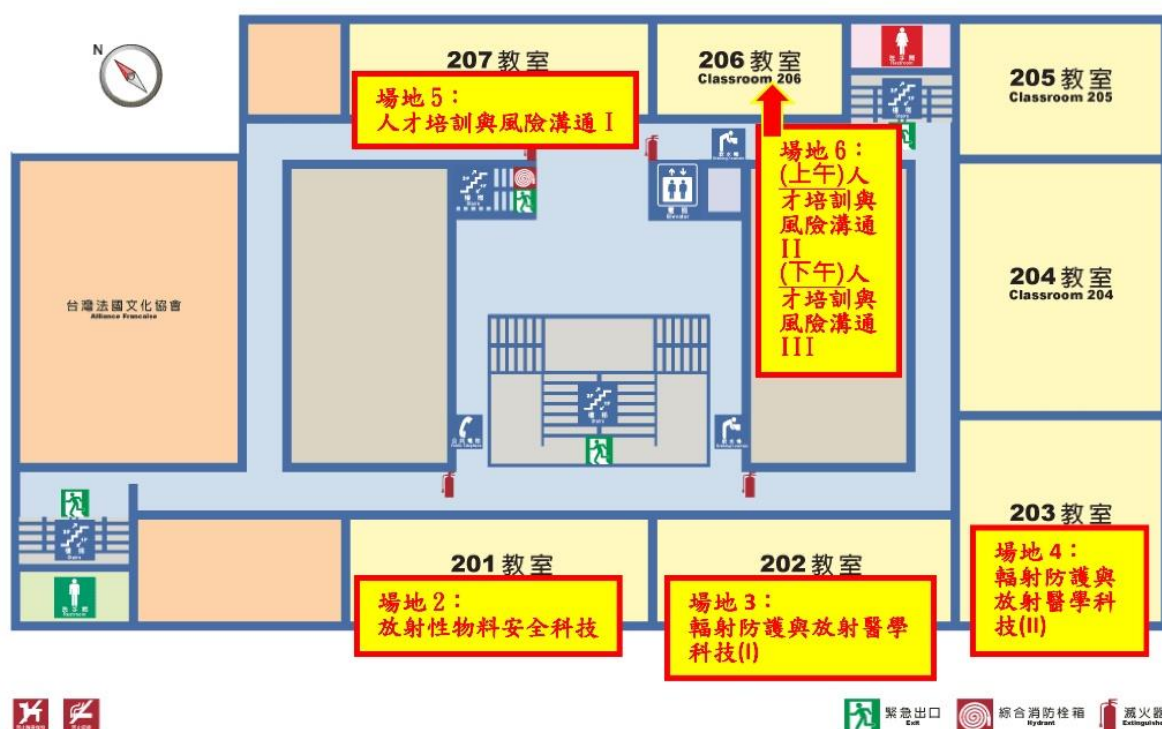 N
207 教室
206 教室
Classroom 206
205 教室
Classroom 205
場地 5：
人才培訓與風險溝通 I
場地 6：
(上午)人
才培訓與
風險溝通
II
(下午)人
才培訓與
風險溝通
III
204 教室
Classroom 204
台灣法國文化協會
Alliance Francaise
203 教室
場地 4：
輻射防護與
放射醫學科
技(II)
201 教室
場地 2：
放射性物料安全科技
202 教室
場地 3：
輻射防護與放射醫學
科技(I)
緊急出口
Exit
綜合消防栓箱
Hydrant
滅火器
Extinguisher